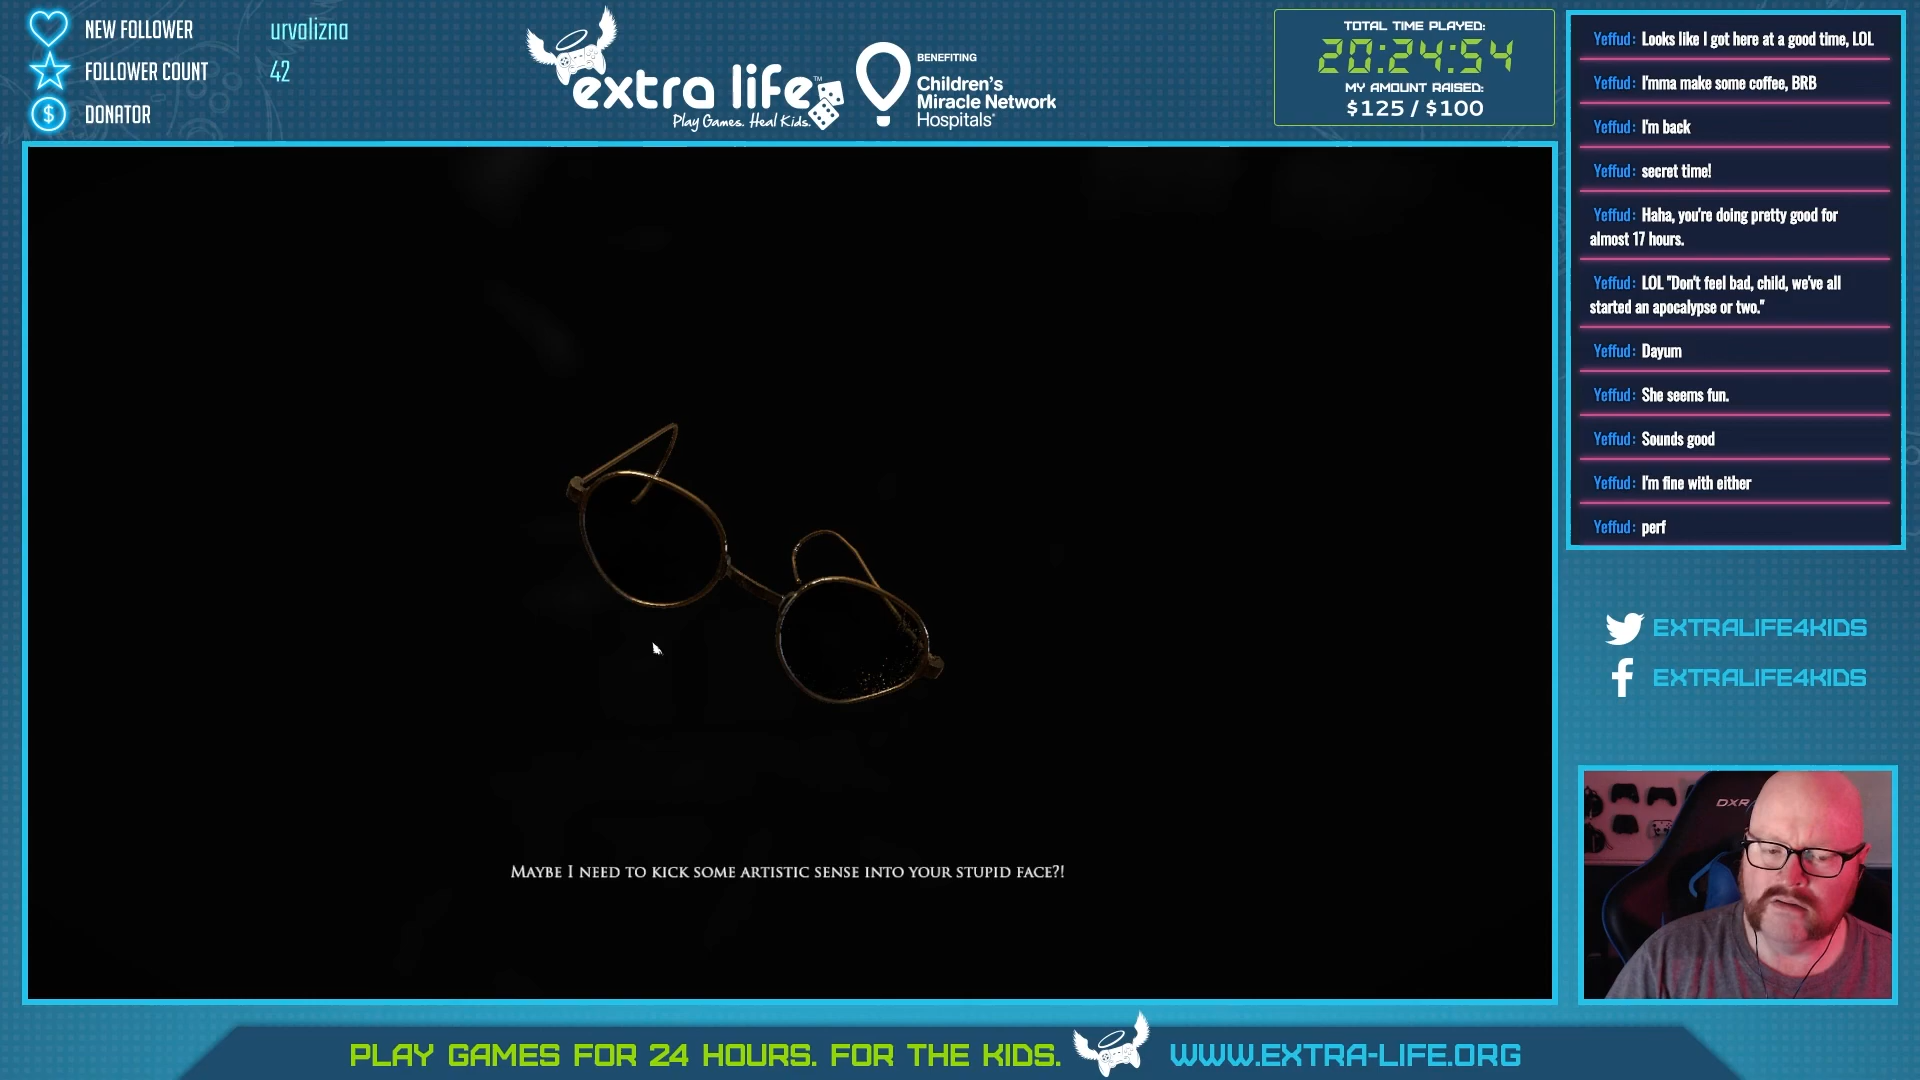 NEW FOLLOWER urvalizna
FOLLOWER COUNT 42
DONATOR
extra life™
Play Games. Heal Kids.
BENEFITING
Children's
Miracle Network
Hospitals®
TOTAL TIME PLAYED:
20:24:54
MY AMOUNT RAISED:
$125 / $100
Yeffud: Looks like I got here at a good time, LOL
Yeffud: I'mma make some coffee, BRB
Yeffud: I'm back
Yeffud: secret time!
Yeffud: Haha, you're doing pretty good for
almost 17 hours.
Yeffud: LOL "Don't feel bad, child, we've all
started an apocalypse or two."
Yeffud: Dayum
Yeffud: She seems fun.
Yeffud: Sounds good
Yeffud: I'm fine with either
Yeffud: perf
MAYBE I NEED TO KICK SOME ARTISTIC SENSE INTO YOUR STUPID FACE?!
EXTRALIFE4KIDS
EXTRALIFE4KIDS
DXR
PLAY GAMES FOR 24 HOURS. FOR THE KIDS. WWW.EXTRA-LIFE.ORG